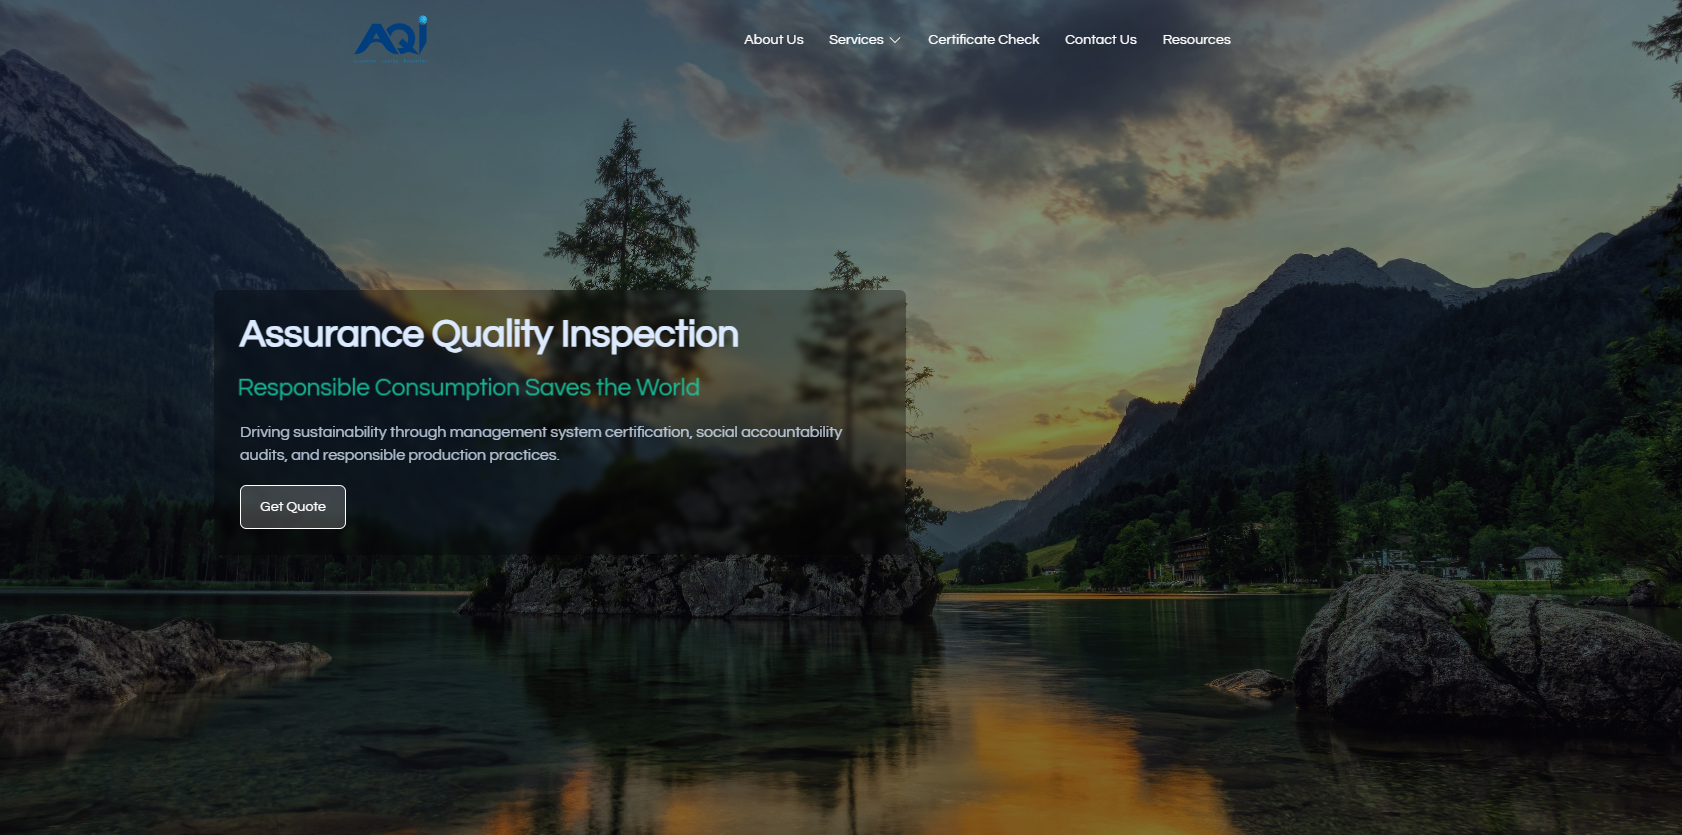 AQI
About Us
Services
Certificate Check
Contact Us
Resources
Assurance Quality Inspection
Responsible Consumption Saves the World
Driving sustainability through management system certification, social accountability
audits, and responsible production practices.
Get Quote